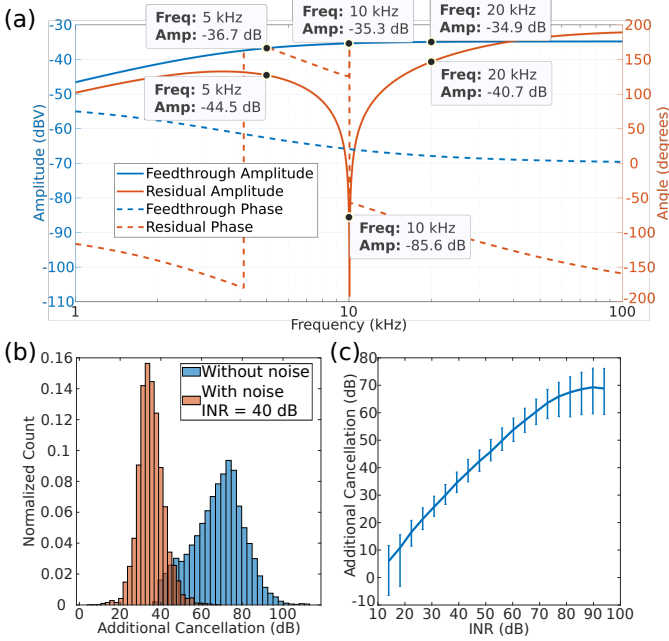 (a)
Freq: 5 kHz
Amp: -36.7 dB
Freq: 10 kHz
Amp: -35.3 dB
Freq: 20 kHz
Amp: -34.9 dB
Freq: 5 kHz
Amp: -44.5 dB
Freq: 20 kHz
Amp: -40.7 dB
Freq: 10 kHz
Amp: -85.6 dB
Feedthrough Amplitude
Residual Amplitude
Feedthrough Phase
Residual Phase
Amplitude (dBV)
-30
-40
-50
-60
-70
-80
-90
-100
-110
Angle (degrees)
200
150
100
50
0
-50
-100
-150
-200
1 10 100
Frequency (kHz)
(b)
Without noise
With noise
INR = 40 dB
Normalized Count
0.16
0.14
0.12
0.1
0.08
0.06
0.04
0.02
0
0 20 40 60 80 100
Additional Cancellation (dB)
(c)
Additional Cancellation (dB)
80
70
60
50
40
30
20
10
0
-10
10 20 30 40 50 60 70 80 90 100
INR (dB)